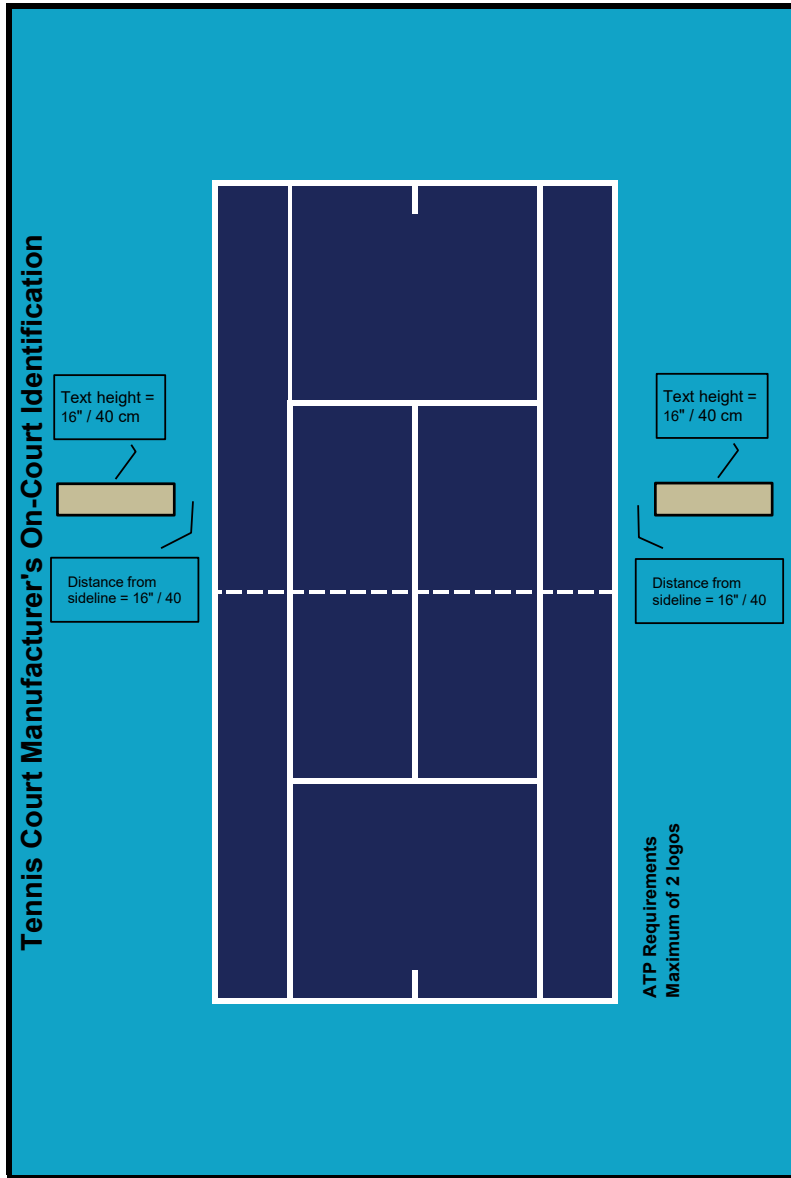 Tennis Court Manufacturer's On-Court Identification
Text height =
16" / 40 cm
Distance from
sideline = 16" / 40
Text height =
16" / 40 cm
Distance from
sideline = 16" / 40
ATP Requirements
Maximum of 2 logos